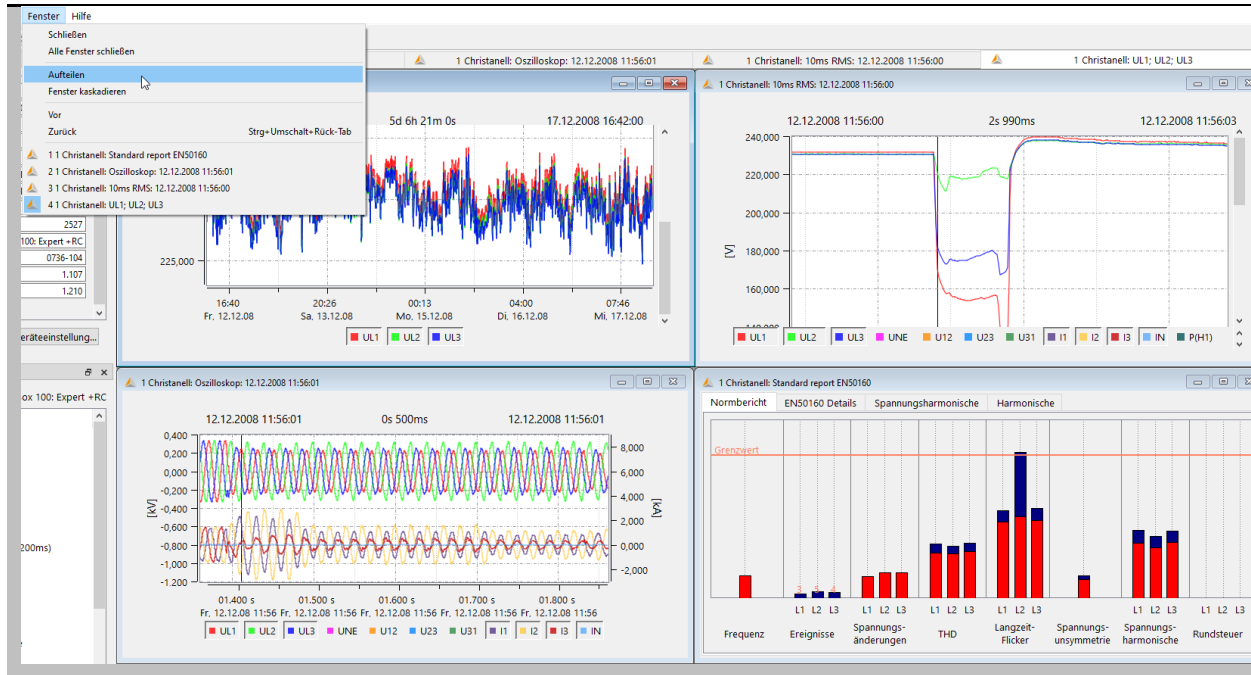 Fenster Hilfe
Schließen
Alle Fenster schließen
Aufteilen
Fenster kaskadieren
Vor
Zurück Strg+Umschalt+Rück-Tab
1 1 Christanell: Standard report EN50160
2 1 Christanell: Oszilloskop: 12.12.2008 11:56:01
3 1 Christanell: 10ms RMS: 12.12.2008 11:56:00
4 1 Christanell: UL1; UL2; UL3
1 Christanell: Oszilloskop: 12.12.2008 11:56:01
1 Christanell: 10ms RMS: 12.12.2008 11:56:00
1 Christanell: UL1; UL2; UL3
2527
100: Expert +RC
0736-104
1.107
1.210
eräteeinstellung...
ox 100: Expert +RC
200ms)
5d 6h 21m 0s 17.12.2008 16:42:00
225,000
16:40 20:26 00:13 04:00 07:46
Fr, 12.12.08 Sa. 13.12.08 Mo. 15.12.08 Di. 16.12.08 Mi. 17.12.08
UL1 UL2 UL3
1 Christanell: 10ms RMS: 12.12.2008 11:56:00
12.12.2008 11:56:00 2s 990ms 12.12.2008 11:56:03
240,000
220,000
200,000
[V]
180,000
160,000
140,000
UL1 UL2 UL3 UNE U12 U23 U31 I1 I2 I3 IN P(H1)
1 Christanell: Oszilloskop: 12.12.2008 11:56:01
12.12.2008 11:56:01 0s 500ms 12.12.2008 11:56:01
0,400
0,200
0,000
-0,200
-0,400
-0,600
-0,800
-1,000
-1,200
[kV]
8,000
6,000
4,000
2,000
0,000
-2,000
[kA]
01.400 s 01.500 s 01.600 s 01.700 s 01.800 s
Fr, 12.12.08 11:56 Fr, 12.12.08 11:56 Fr, 12.12.08 11:56 Fr, 12.12.08 11:56 Fr, 12.12.08 11:56
UL1 UL2 UL3 UNE U12 U23 U31 I1 I2 I3 IN
1 Christanell: Standard report EN50160
Normbericht EN50160 Details Spannungsharmonische Harmonische
Grenzwert
3 5 4
L1 L2 L3 L1 L2 L3 L1 L2 L3 L1 L2 L3 L1 L2 L3 L1 L2 L3
Frequenz
Ereignisse
Spannungs-
änderungen
THD
Langzeit-
Flicker
Spannungs-
unsymmetrie
Spannungs-
harmonische
Rundsteuer